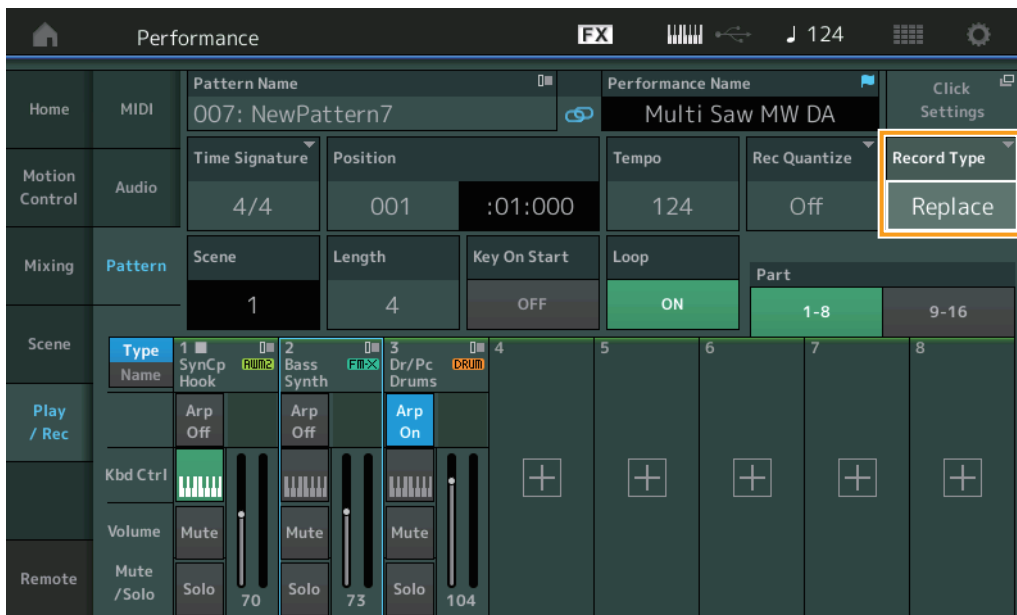 Performance
FX
♩ 124
Home
Motion
Control
Mixing
Scene
Play
/ Rec
Remote
MIDI
Audio
Pattern
Pattern Name
007: NewPattern7
Performance Name
Multi Saw MW DA
Click
Settings
Time Signature
4/4
Position
001 :01:000
Tempo
124
Rec Quantize
Off
Record Type
Replace
Scene
1
Length
4
Key On Start
OFF
Loop
ON
Part
1-8
9-16
Type
Name
1
SynCp AWM2
Hook
2
Bass FM-X
Synth
3
Dr/Pc DRUM
Drums
4
5
6
7
8
Arp
Off
Arp
Off
Arp
On
Kbd Ctrl
Volume
Mute
Mute
Mute
Mute
/Solo
Solo
70
Solo
73
Solo
104